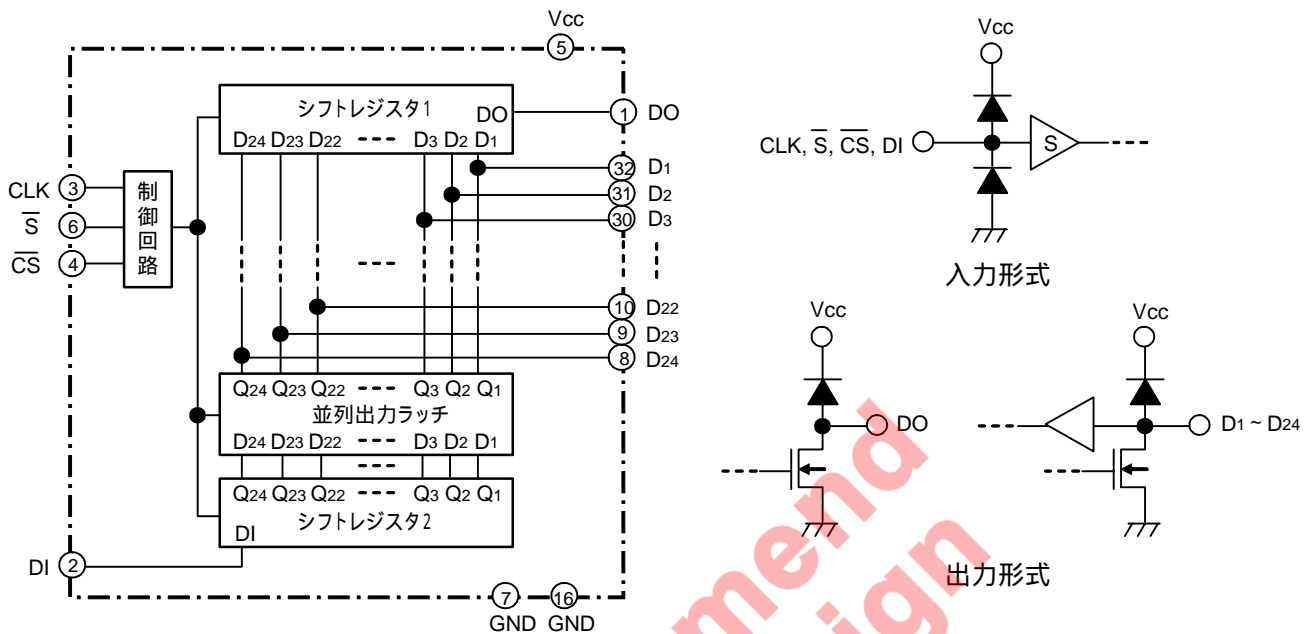 Vcc
5
シフトレジスタ1
DO
D24 D23 D22 D3 D2 D1
1 DO
32 D1
31 D2
30 D3
10 D22
9 D23
8 D24
CLK 3
S 6
CS 4
制御回路
Q24 Q23 Q22 Q3 Q2 Q1
並列出力ラッチ
D24 D23 D22 D3 D2 D1
Q24 Q23 Q22 Q3 Q2 Q1
シフトレジスタ2
DI
DI 2
7 16
GND GND
Vcc
CLK, S, CS, DI
S
入力形式
Vcc
DO
Vcc
D1 ~ D24
出力形式
mend
sign